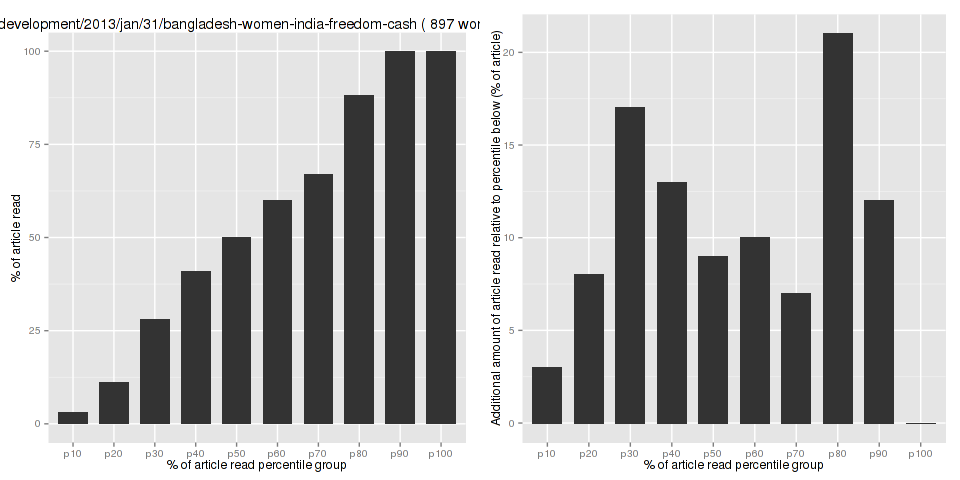 development/2013/jan/31/bangladesh-women-india-freedom-cash ( 897 wor
% of article read
100
75
50
25
0
p10 p20 p30 p40 p50 p60 p70 p80 p90 p100
% of article read percentile group
Additional amount of article read relative to percentile below (% of article)
20
15
10
5
0
p10 p20 p30 p40 p50 p60 p70 p80 p90 p100
% of article read percentile group